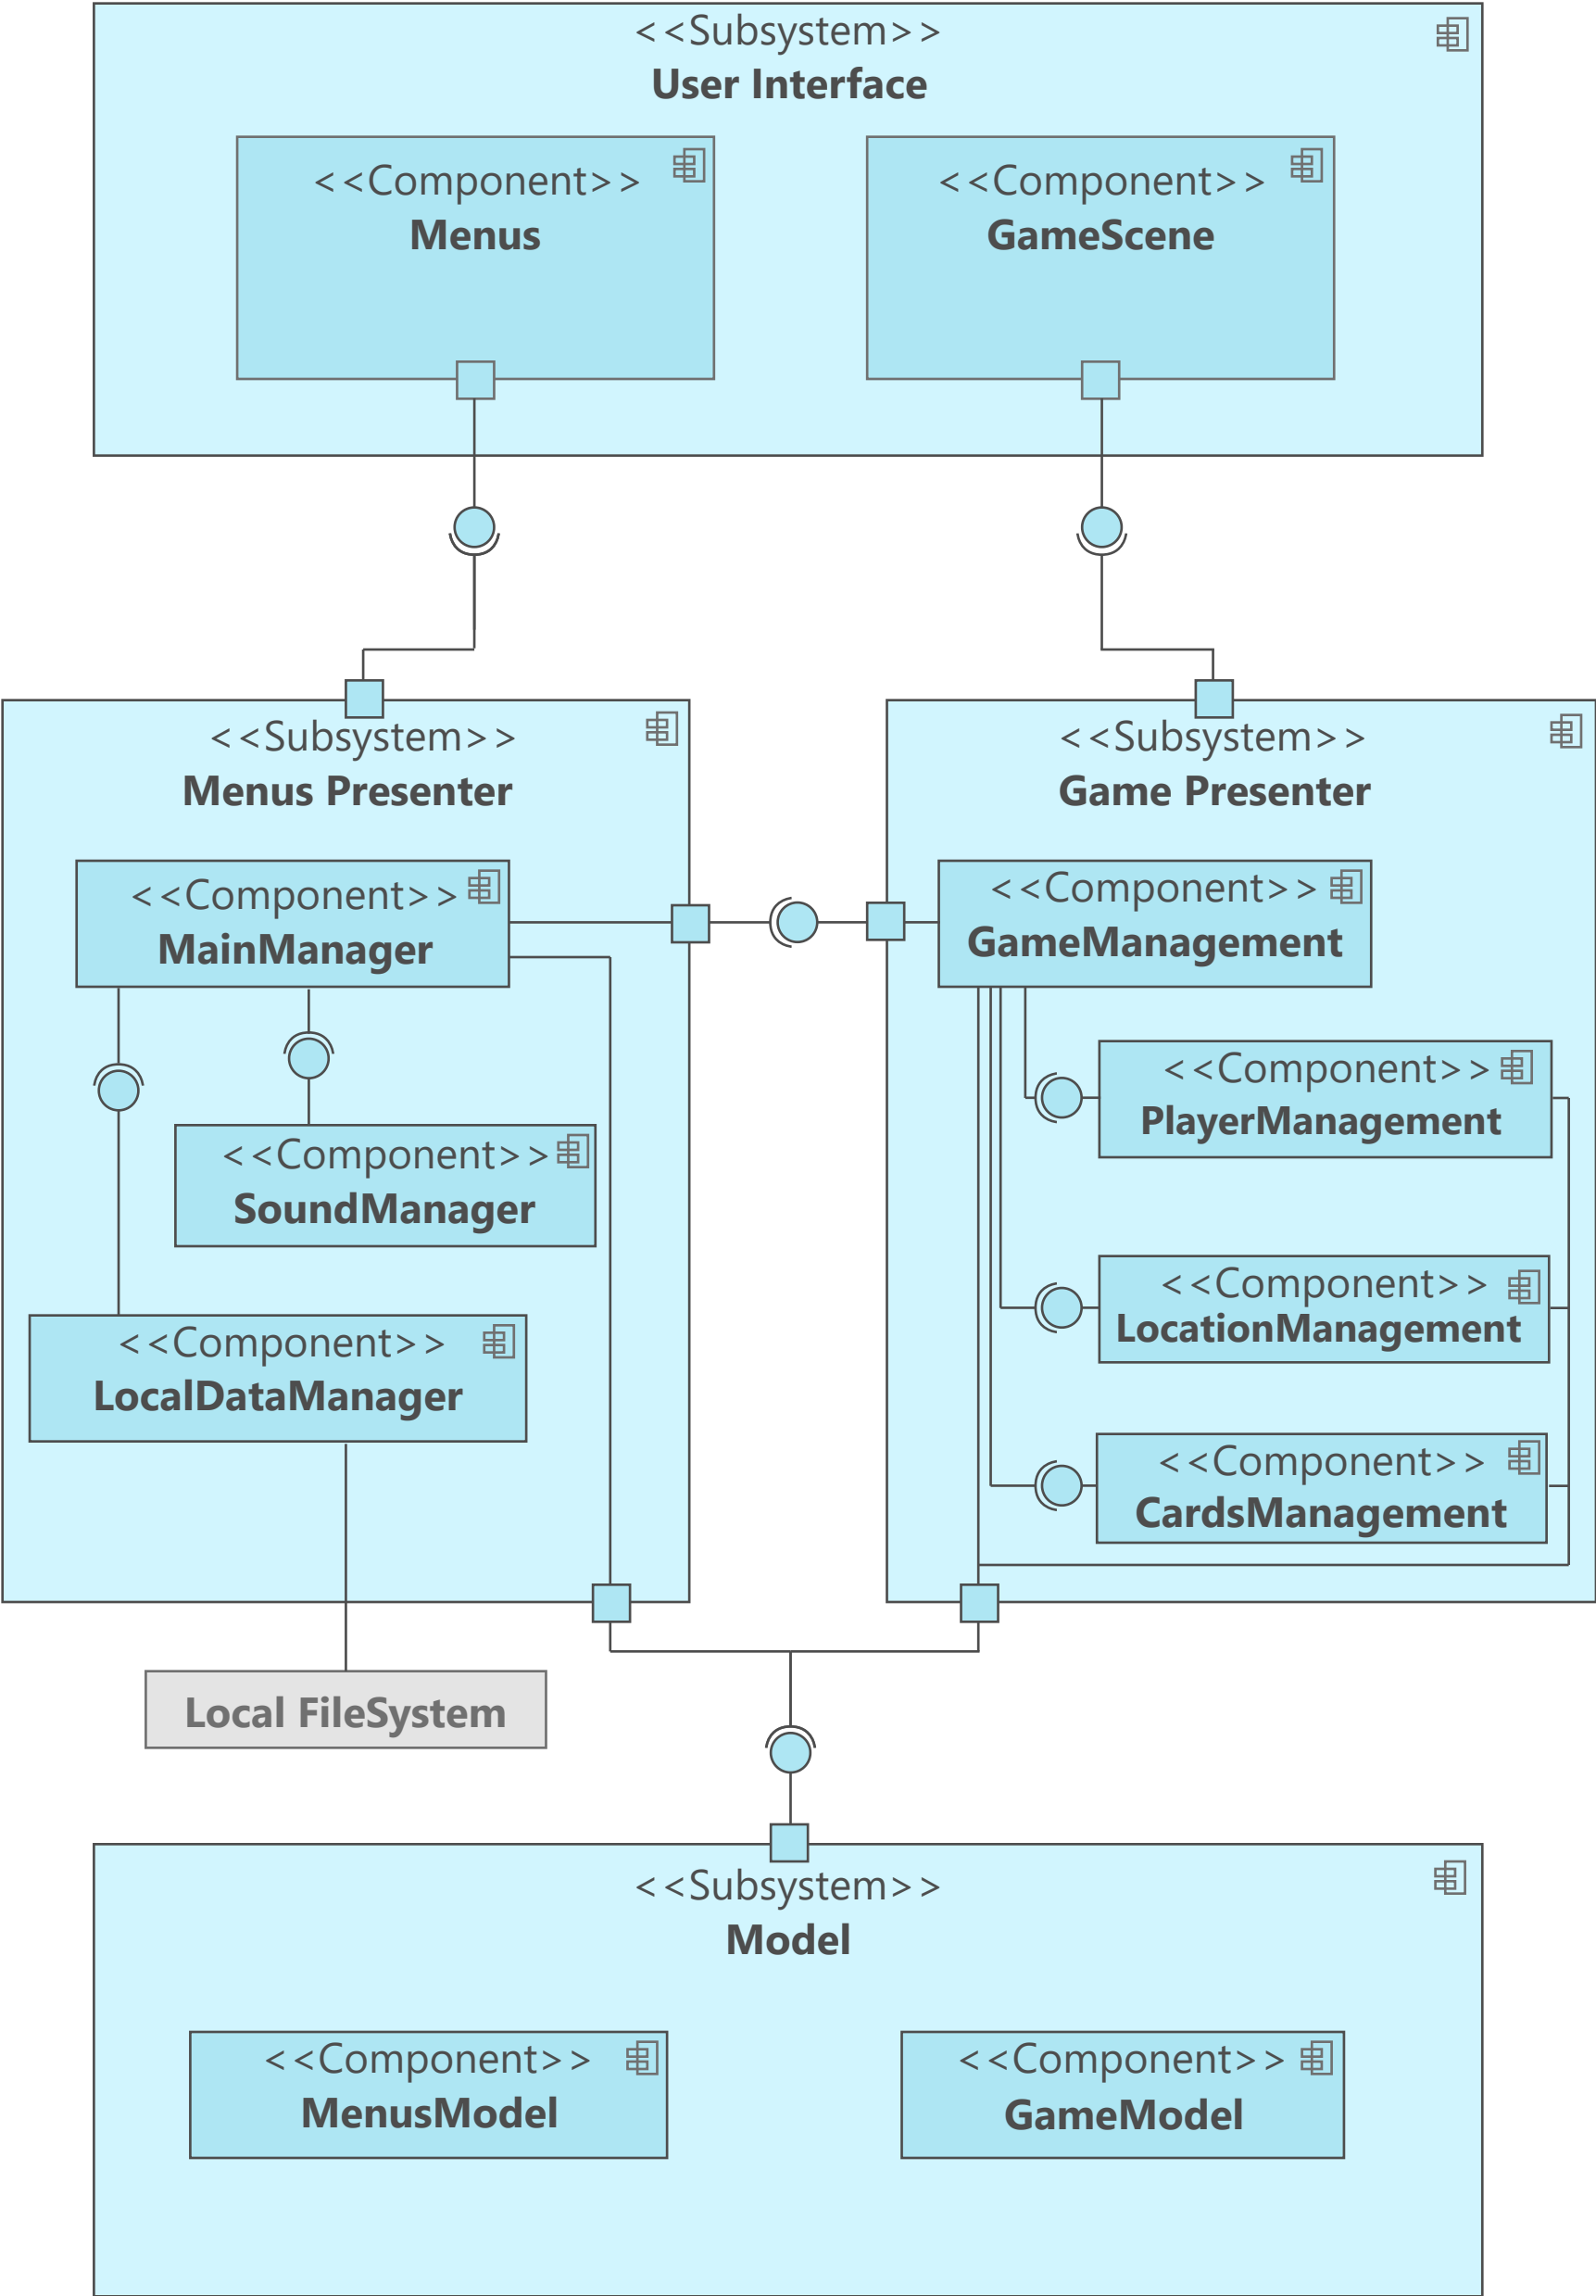 <<Subsystem>>
User Interface
<<Component>>
Menus
<<Component>>
GameScene
<<Subsystem>>
Menus Presenter
<<Component>>
MainManager
<<Component>>
SoundManager
<<Component>>
LocalDataManager
Local FileSystem
<<Subsystem>>
Game Presenter
<<Component>>
GameManagement
<<Component>>
PlayerManagement
<<Component>>
LocationManagement
<<Component>>
CardsManagement
<<Subsystem>>
Model
<<Component>>
MenusModel
<<Component>>
GameModel